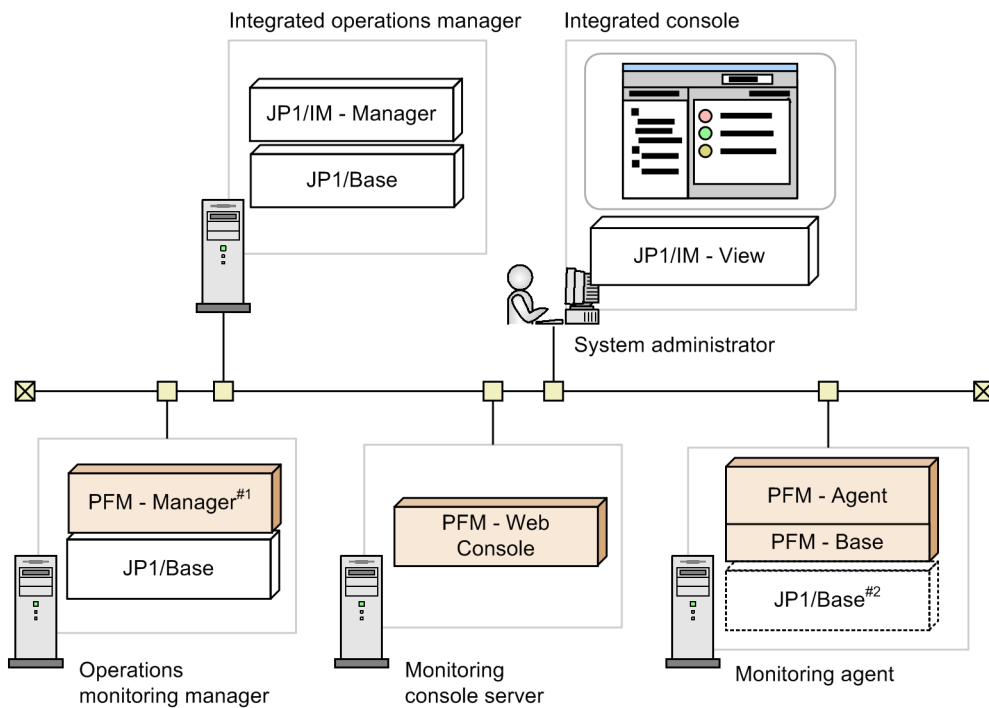 Integrated operations manager
Integrated console
JP1/IM - Manager
JP1/Base
JP1/IM - View
System administrator
PFM - Manager#1
JP1/Base
PFM - Web
Console
PFM - Agent
PFM - Base
JP1/Base#2
Operations
monitoring manager
Monitoring
console server
Monitoring agent